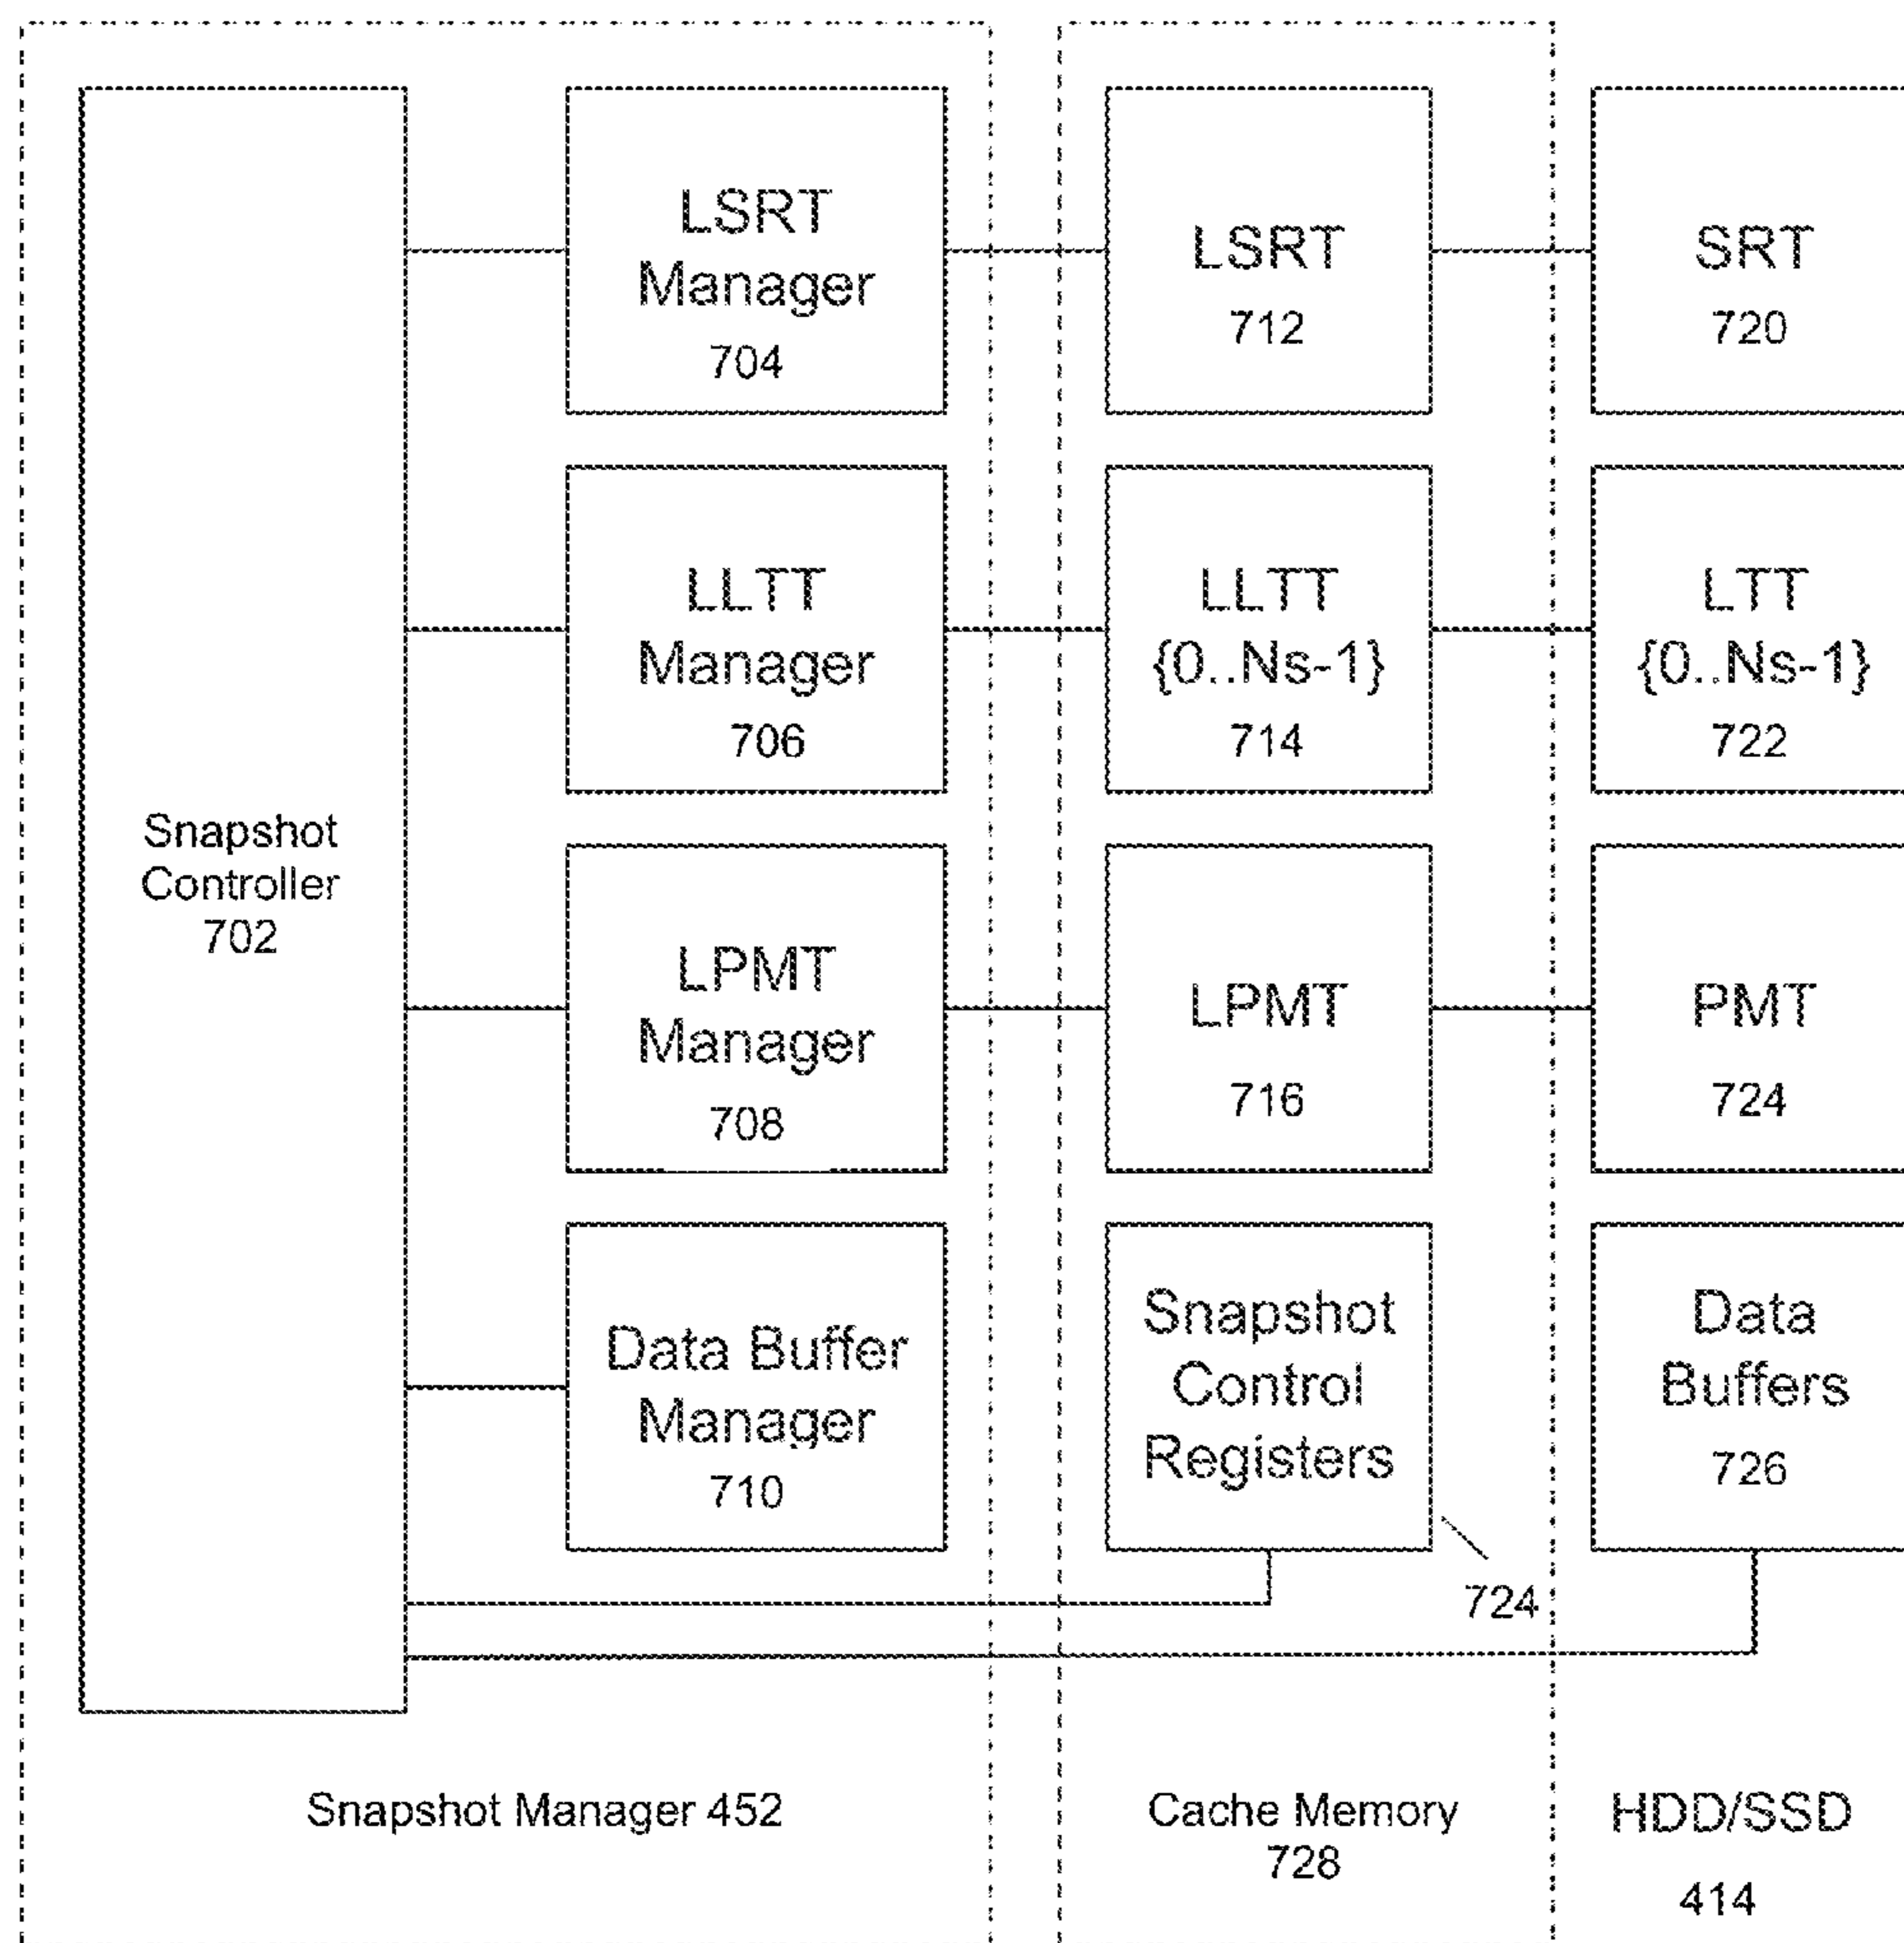 LSRT
Manager
704
LSRT
712
SRT
720
LLTT
Manager
706
LLTT
{0..Ns-1}
714
LTT
{0..Ns-1}
722
Snapshot
Controller
702
LPMT
Manager
708
LPMT
716
PMT
724
Data Buffer
Manager
710
Snapshot
Control
Registers
724
Data
Buffers
726
Snapshot Manager 452
Cache Memory
728
HDD/SSD
414